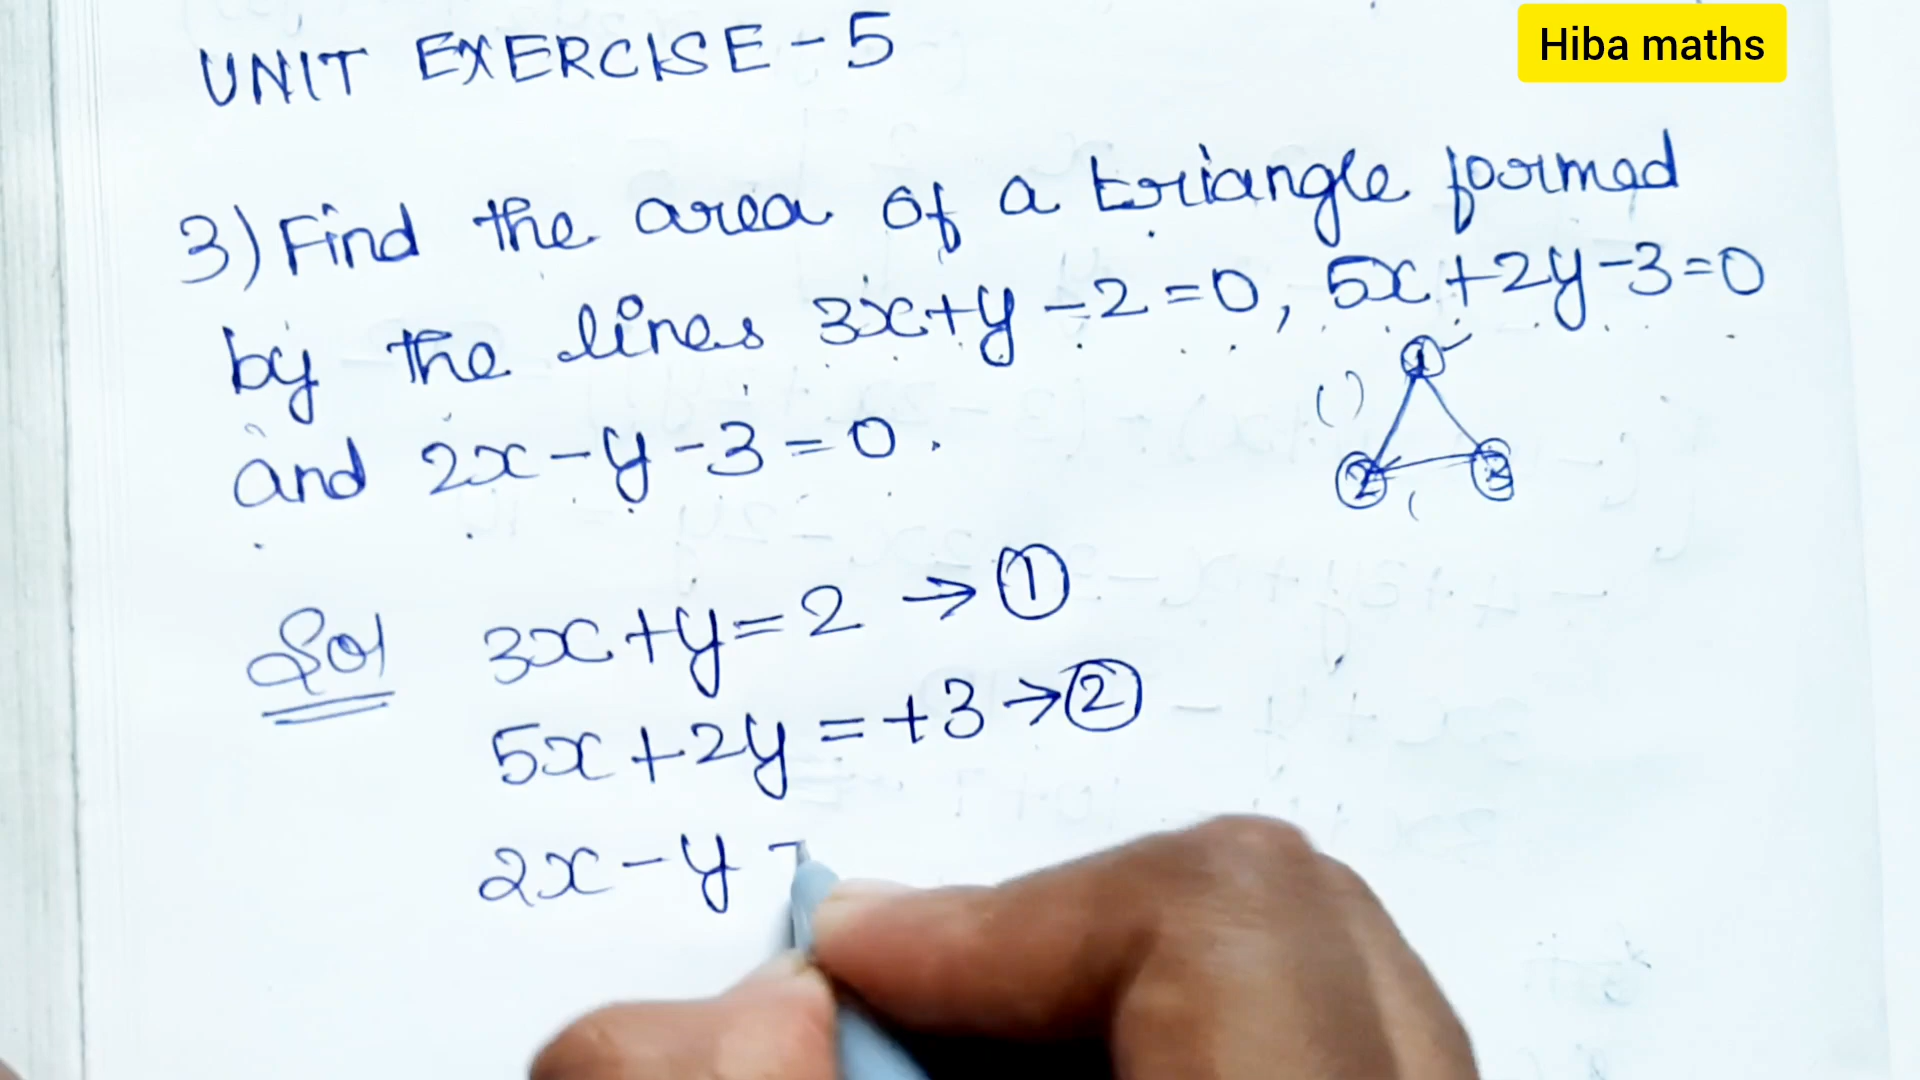 Hiba maths
UNIT EXERCISE-5
3) Find the area of a triangle formed
by the lines 3x+y-2=0, 5x+2y-3=0
and 2x-y-3=0.
1
2 3
Sol 3x+y=2 → 1
5x+2y=+3 → 2
2x-y